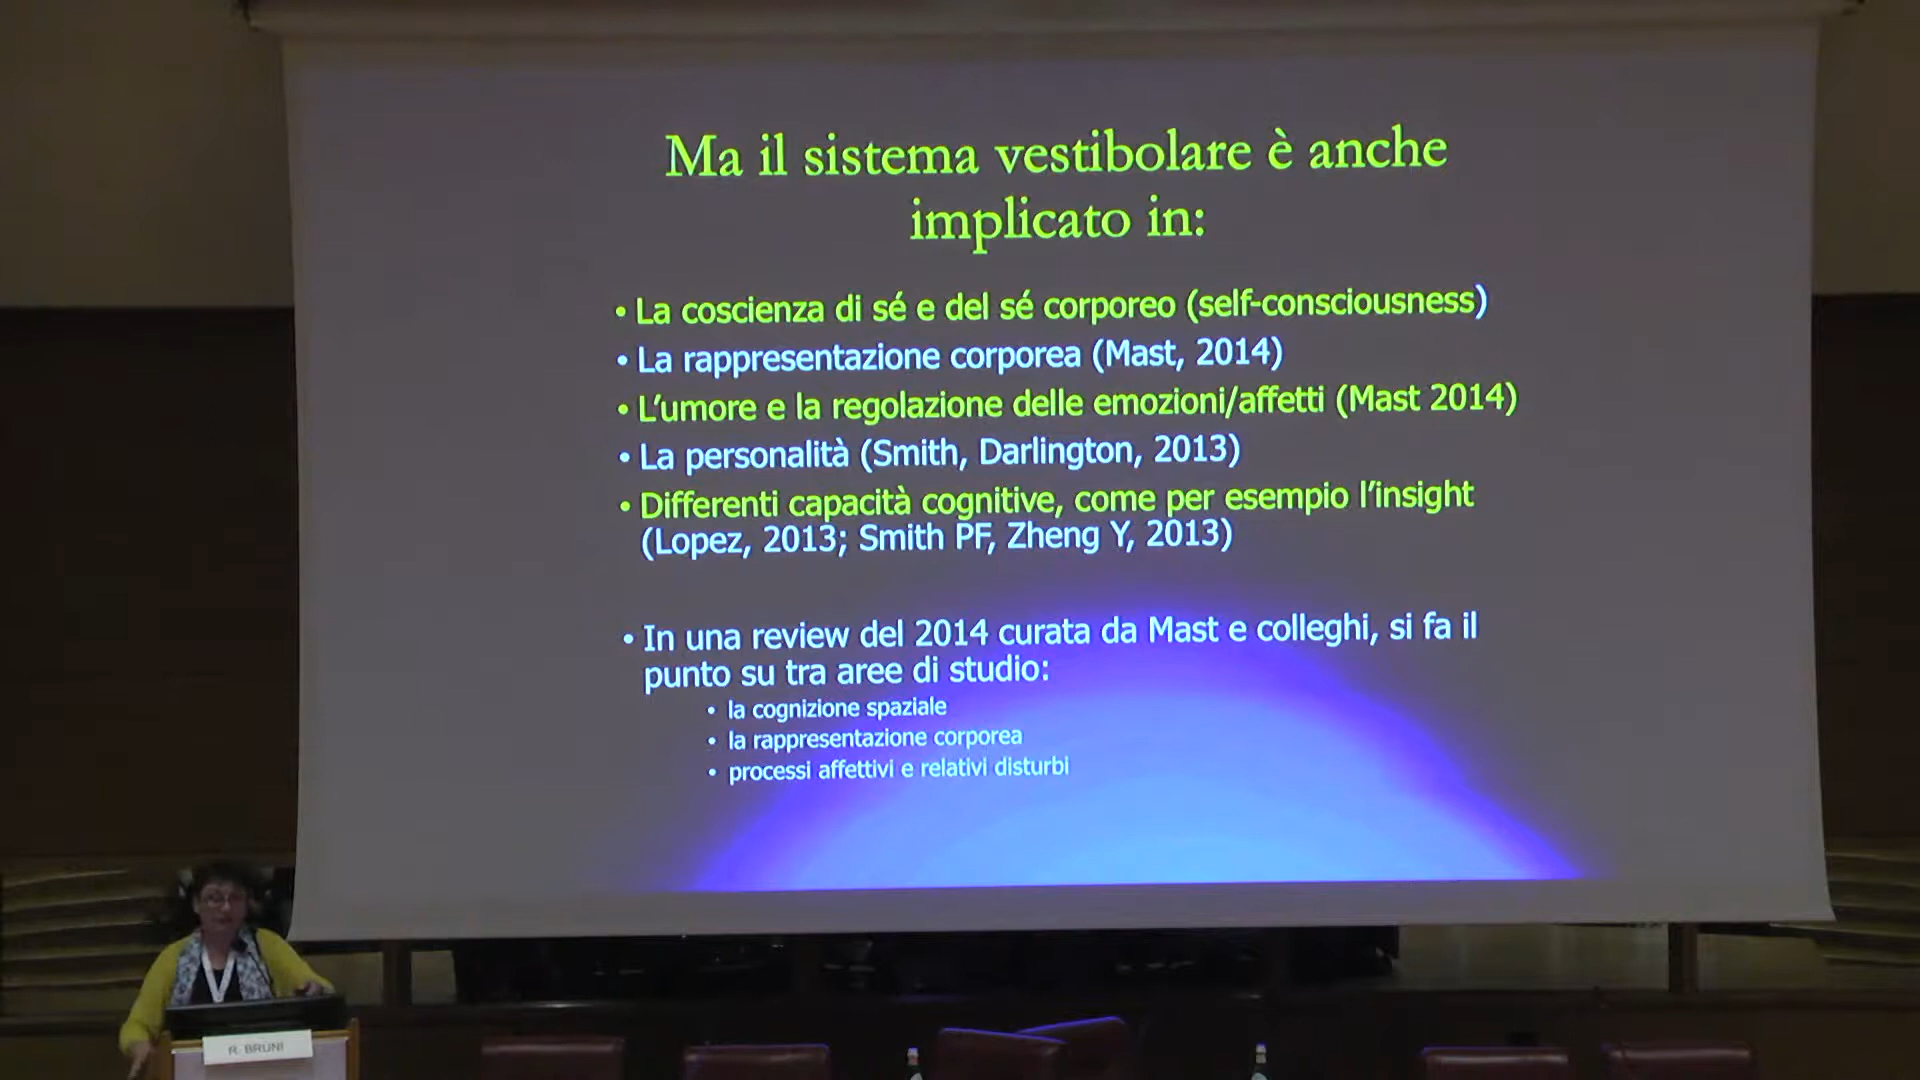 Ma il sistema vestibolare è anche
implicato in:
• La coscienza di sé e del sé corporeo (self-consciousness)
• La rappresentazione corporea (Mast, 2014)
• L’umore e la regolazione delle emozioni/affetti (Mast 2014)
• La personalità (Smith, Darlington, 2013)
• Differenti capacità cognitive, come per esempio l’insight
(Lopez, 2013; Smith PF, Zheng Y, 2013)
• In una review del 2014 curata da Mast e colleghi, si fa il
punto su tra aree di studio:
• la cognizione spaziale
• la rappresentazione corporea
• processi affettivi e relativi disturbi
R. BRUNI